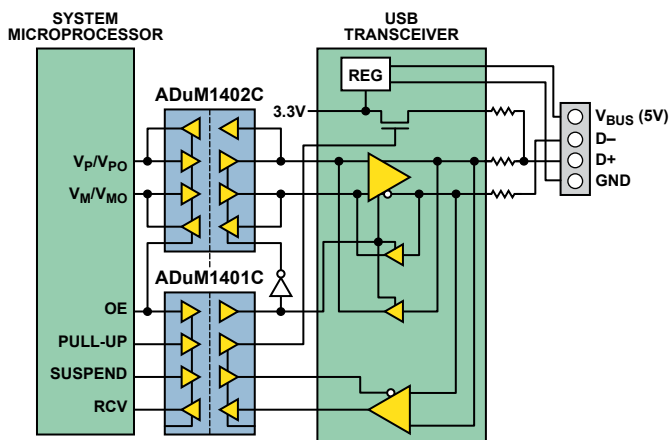 SYSTEM
MICROPROCESSOR
USB
TRANSCEIVER
REG
ADuM1402C
3.3V
VBUS (5V)
D–
D+
GND
VP/VPO
VM/VMO
ADuM1401C
OE
PULL-UP
SUSPEND
RCV